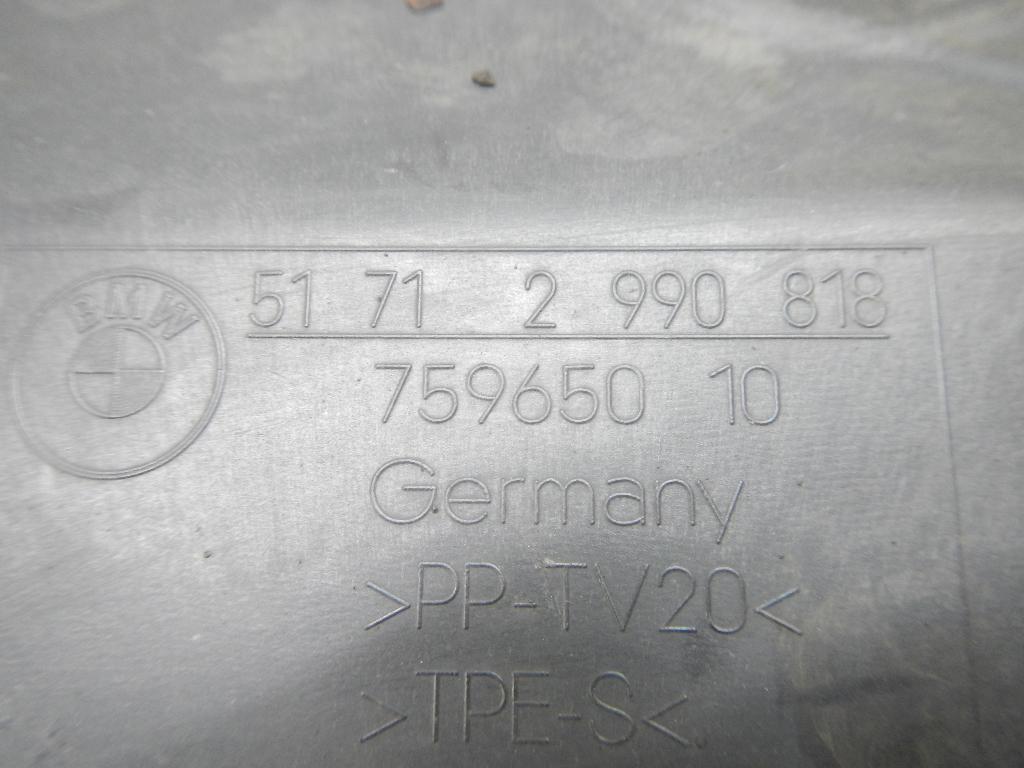 BMW
51 71 2 990 818
759650 10
Germany
>PP-TV20<
>TPE-S<